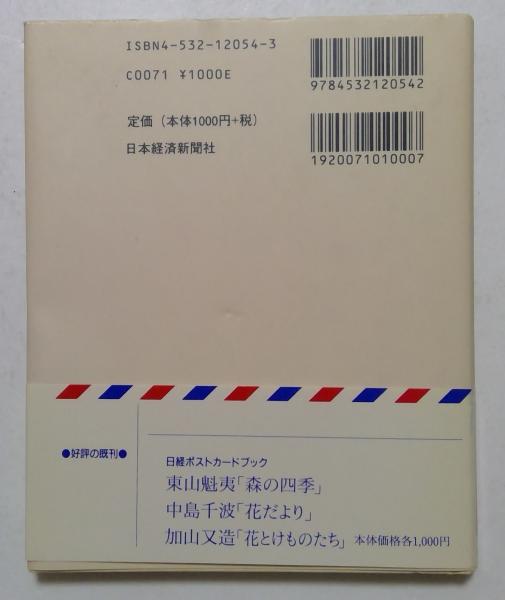 ISBN4-532-12054-3
C0071 ¥1000E
9784532120542
定価（本体1000円+税）
日本経済新聞社
1920071010007
●好評の既刊●
日経ポストカードブック
東山魁夷「森の四季」
中島千波「花だより」
加山又造「花とけものたち」 本体価格各1,000円